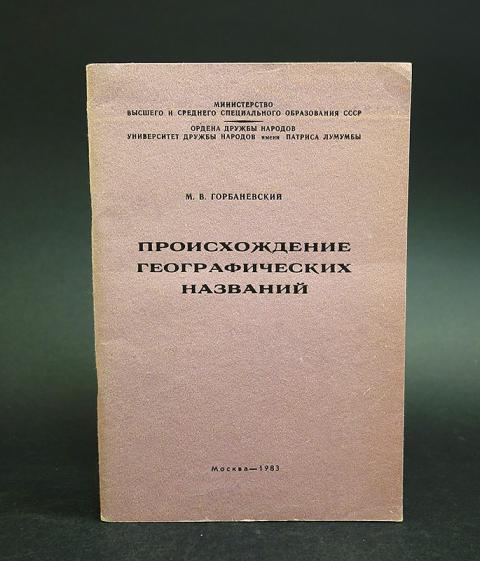 МИНИСТЕРСТВО
ВЫСШЕГО И СРЕДНЕГО СПЕЦИАЛЬНОГО ОБРАЗОВАНИЯ СССР
ОРДЕНА ДРУЖБЫ НАРОДОВ
УНИВЕРСИТЕТ ДРУЖБЫ НАРОДОВ имени ПАТРИСА ЛУМУМБЫ
М. В. ГОРБАНЕВСКИЙ
ПРОИСХОЖДЕНИЕ
ГЕОГРАФИЧЕСКИХ
НАЗВАНИЙ
Москва—1983